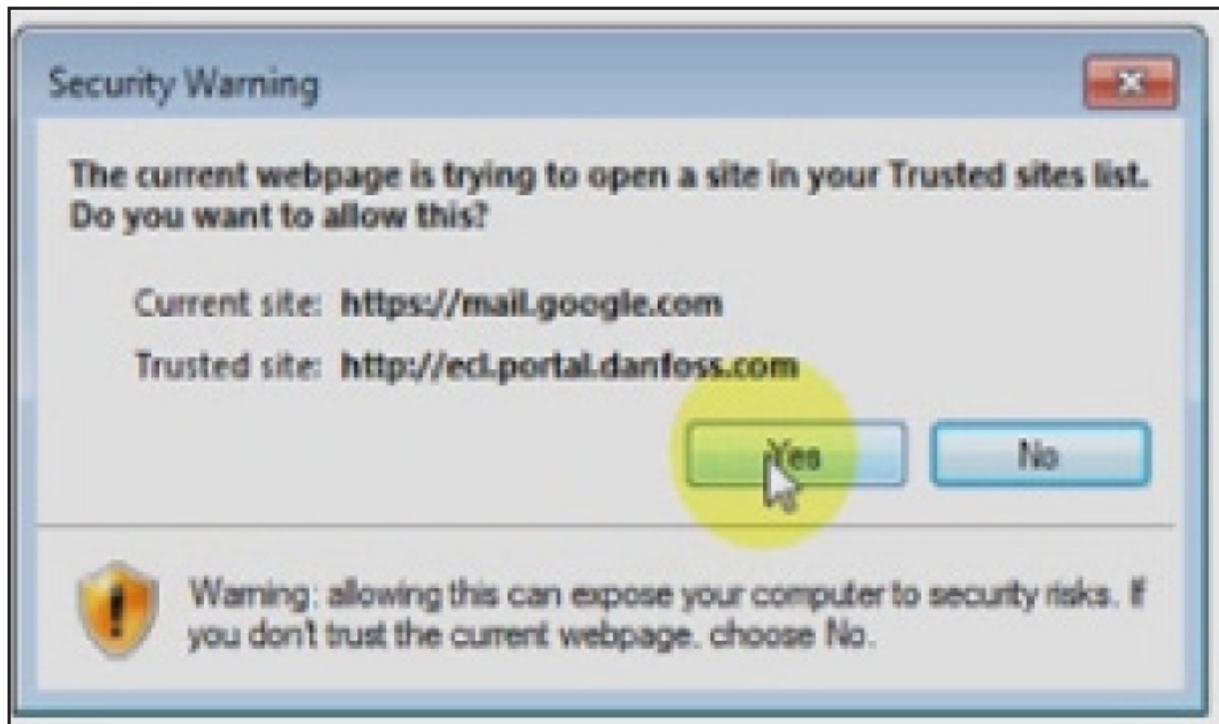 Security Warning
The current webpage is trying to open a site in your Trusted sites list.
Do you want to allow this?
Current site: https://mail.google.com
Trusted site: http://ecl.portal.danfoss.com
Yes No
Warning: allowing this can expose your computer to security risks. If
you don't trust the current webpage, choose No.